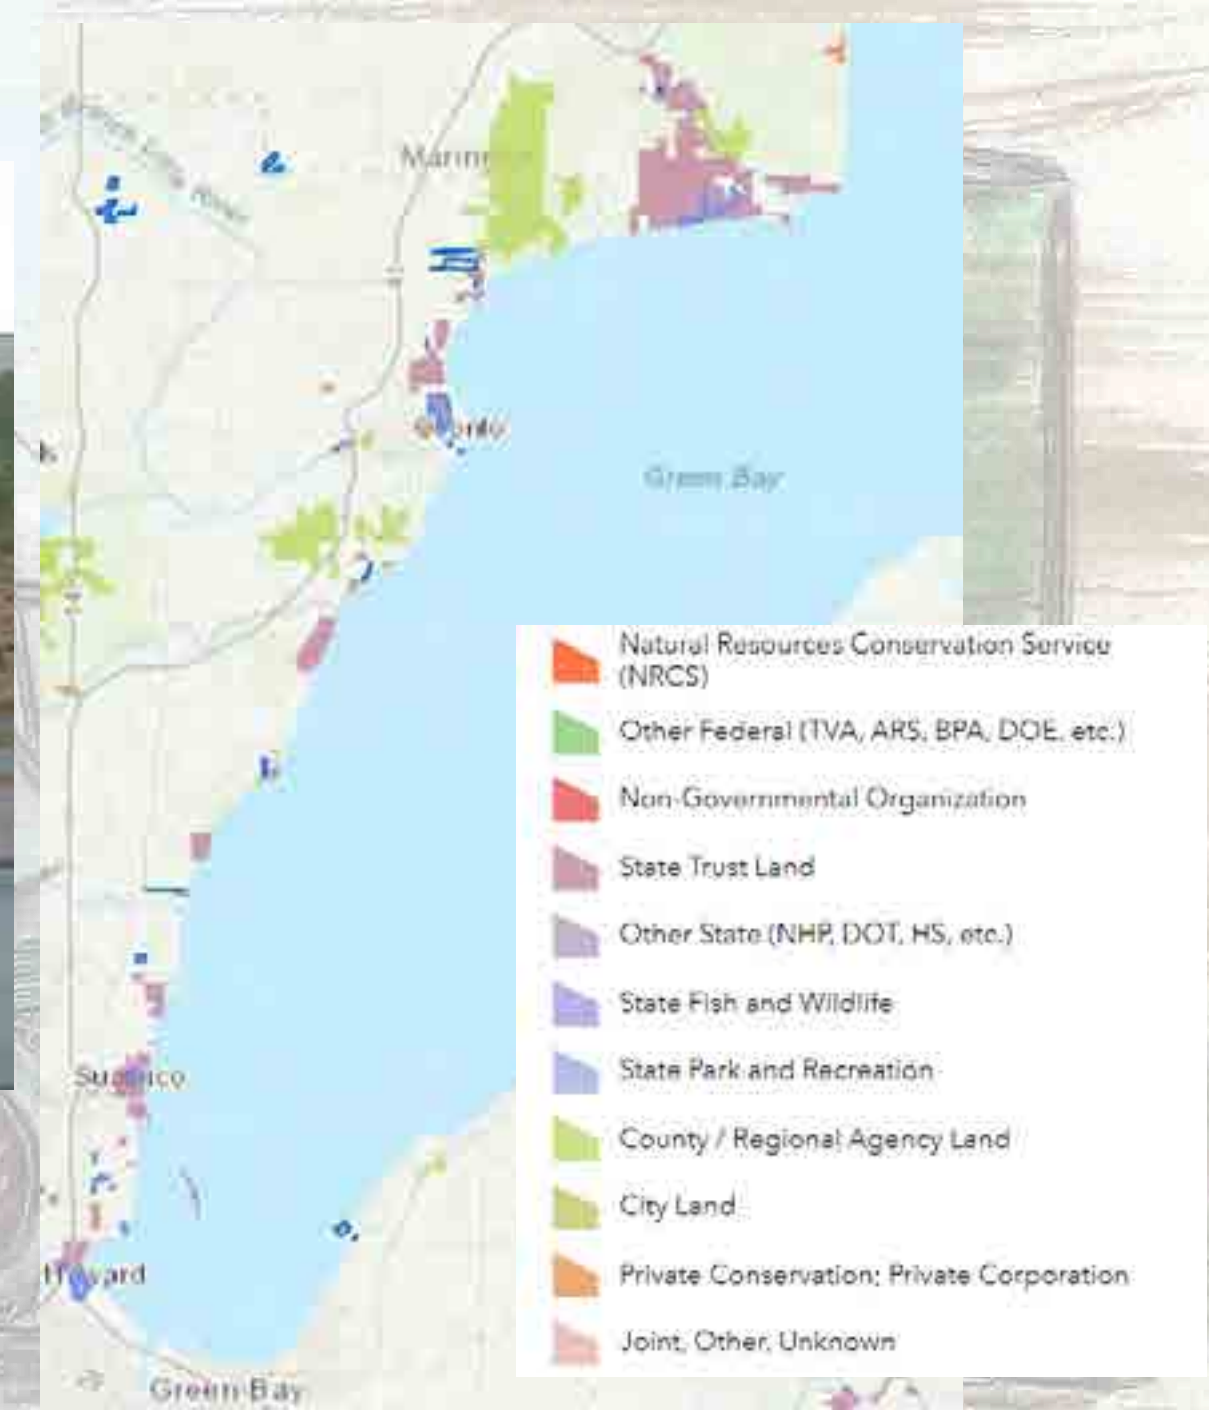 River
Green Bay
Natural Resources Conservation Service
(NRCS)
Other Federal (TVA, ARS, BPA, DOE, etc.)
Non-Governmental Organization
State Trust Land
Other State (NHP, DOT, HS, etc.)
State Fish and Wildlife
State Park and Recreation
County / Regional Agency Land
City Land
Private Conservation; Private Corporation
Joint, Other, Unknown
Green Bay